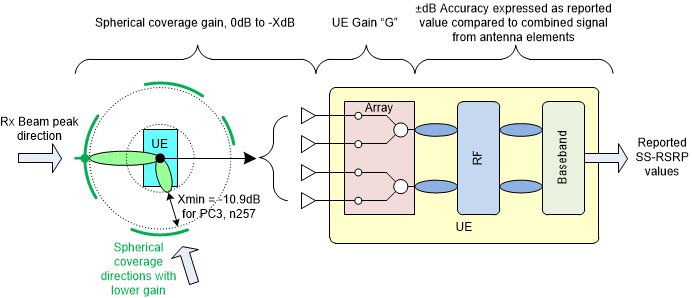 Spherical coverage gain, 0dB to -XdB
UE Gain “G”
±dB Accuracy expressed as reported
value compared to combined signal
from antenna elements
Rx Beam peak
direction
UE
Xmin = -10.9dB
for PC3, n257
Spherical
coverage
directions with
lower gain
Array
RF
Baseband
UE
Reported
SS-RSRP
values